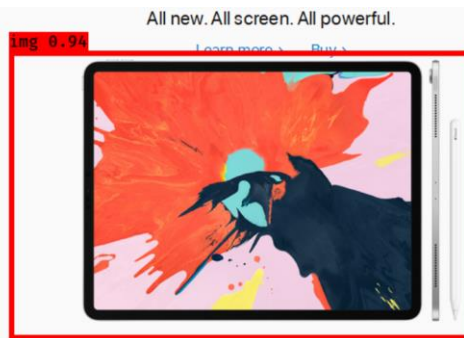 All new. All screen. All powerful.
img 0.94
Learn more › Buy ›